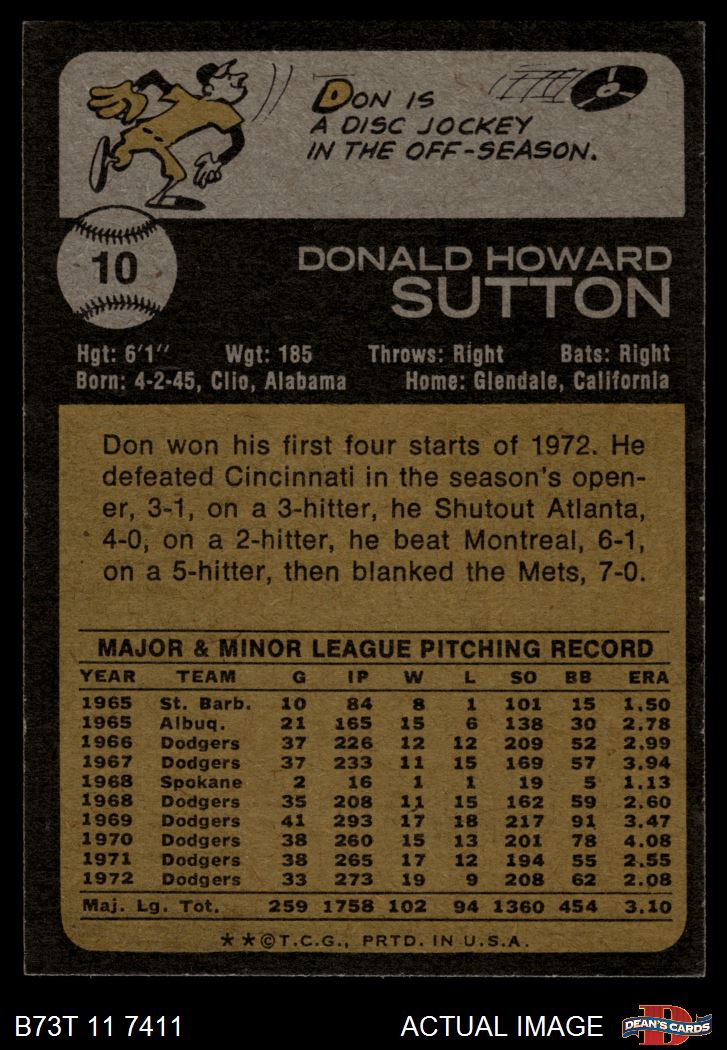 DON IS
A DISC JOCKEY
IN THE OFF-SEASON.
10
DONALD HOWARD
SUTTON
Hgt: 6'1" Wgt: 185 Throws: Right Bats: Right
Born: 4-2-45, Clio, Alabama Home: Glendale, California
Don won his first four starts of 1972. He
defeated Cincinnati in the season's open-
er, 3-1, on a 3-hitter, he Shutout Atlanta,
4-0, on a 2-hitter, he beat Montreal, 6-1,
on a 5-hitter, then blanked the Mets, 7-0.
MAJOR & MINOR LEAGUE PITCHING RECORD
YEAR TEAM G IP W L SO BB ERA
1965 St. Barb. 10 84 8 1 101 15 1.50
1965 Albuq. 21 165 15 6 138 30 2.78
1966 Dodgers 37 226 12 12 209 52 2.99
1967 Dodgers 37 233 11 15 169 57 3.94
1968 Spokane 2 16 1 1 19 5 1.13
1968 Dodgers 35 208 11 15 162 59 2.60
1969 Dodgers 41 293 17 18 217 91 3.47
1970 Dodgers 38 260 15 13 201 78 4.08
1971 Dodgers 38 265 17 12 194 55 2.55
1972 Dodgers 33 273 19 9 208 62 2.08
Maj. Lg. Tot. 259 1758 102 94 1360 454 3.10
★★©T.C.G., PRTD. IN U.S.A.
B73T 11 7411 ACTUAL IMAGE D DEAN'S CARDS